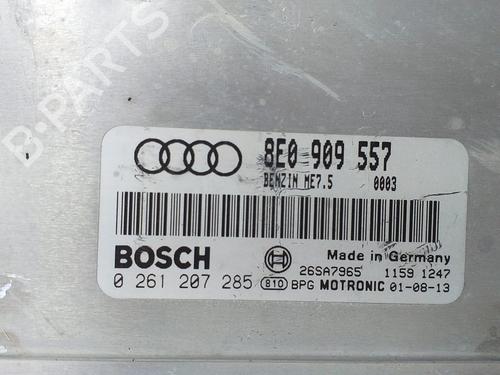 B-PARTS
8E0 909 557
BENZIN ME7.5 0003
BOSCH
Made in Germany
26SA7965 1159 1247
0 261 207 285 810 BPG MOTRONIC 01-08-13